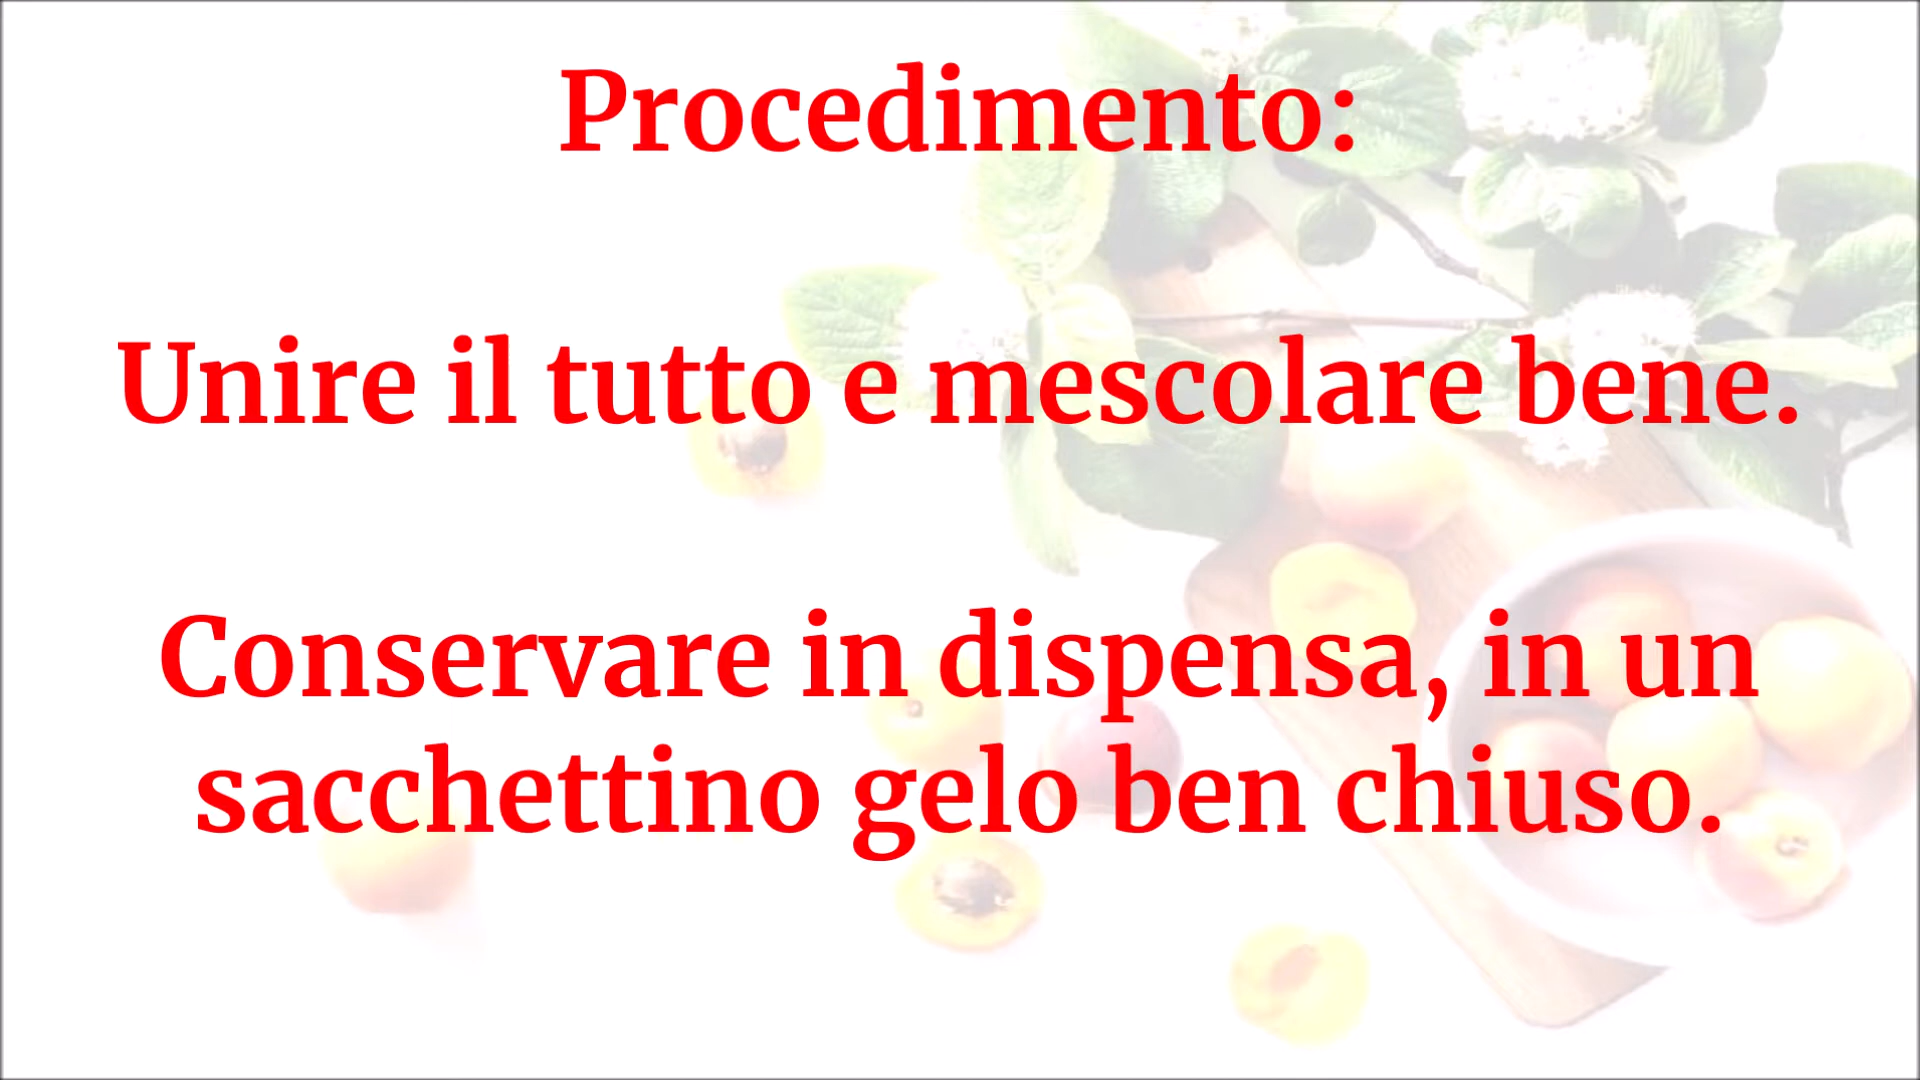 Procedimento:
Unire il tutto e mescolare bene.
Conservare in dispensa, in un
sacchettino gelo ben chiuso.